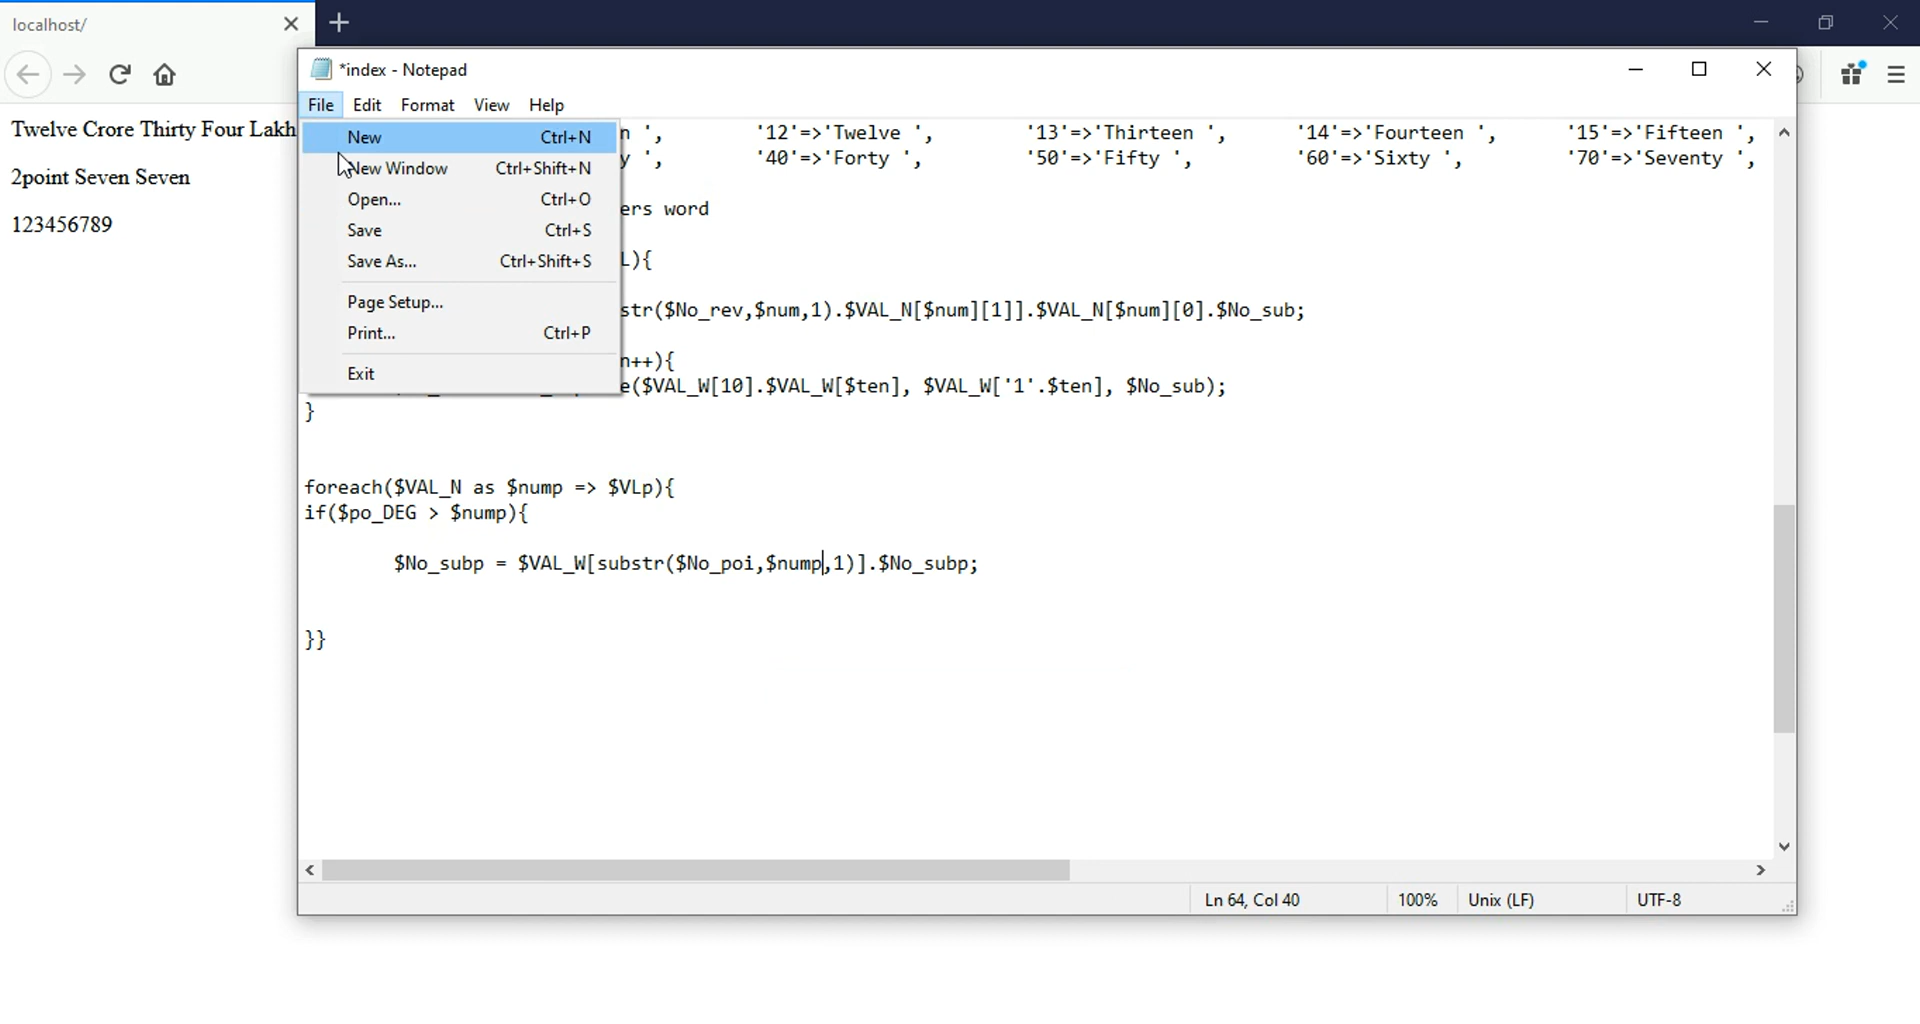 localhost/
*index - Notepad
File Edit Format View Help
Twelve Crore Thirty Four Lakh
2point Seven Seven
123456789
New Ctrl+N
New Window Ctrl+Shift+N
Open... Ctrl+O
Save Ctrl+S
Save As... Ctrl+Shift+S
Page Setup... 
Print... Ctrl+P
Exit
n ', '12'=>'Twelve ', '13'=>'Thirteen ', '14'=>'Fourteen ', '15'=>'Fifteen ',
y ', '40'=>'Forty ', '50'=>'Fifty ', '60'=>'Sixty ', '70'=>'Seventy ',
ers word
L){
str($No_rev,$num,1).$VAL_N[$num][1]].$VAL_N[$num][0].$No_sub;
n++){
e($VAL_W[10].$VAL_W[$ten], $VAL_W['1'.$ten], $No_sub);
}
foreach($VAL_N as $nump => $VLp){
if($po_DEG > $nump){
$No_subp = $VAL_W[substr($No_poi,$nump,1)].$No_subp;
}}
Ln 64, Col 40 100% Unix (LF) UTF-8